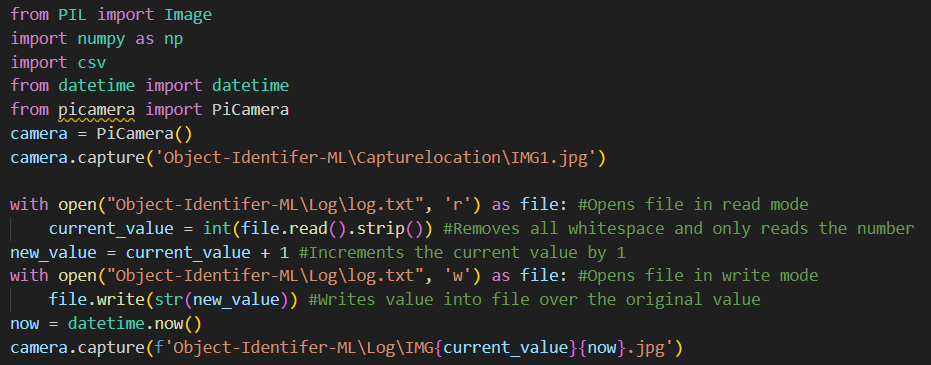 from PIL import Image
import numpy as np
import csv
from datetime import datetime
from picamera import PiCamera
camera = PiCamera()
camera.capture('Object-Identifer-ML\Capturelocation\IMG1.jpg')
with open("Object-Identifer-ML\Log\log.txt", 'r') as file: #Opens file in read mode
    current_value = int(file.read().strip()) #Removes all whitespace and only reads the number
new_value = current_value + 1 #Increments the current value by 1
with open("Object-Identifer-ML\Log\log.txt", 'w') as file: #Opens file in write mode
    file.write(str(new_value)) #Writes value into file over the original value
now = datetime.now()
camera.capture(f'Object-Identifer-ML\Log\IMG{current_value}{now}.jpg')